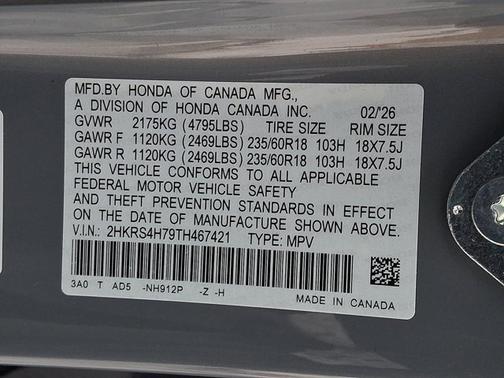 MFD.BY HONDA OF CANADA MFG.,
A DIVISION OF HONDA CANADA INC. 02/'26
GVWR 2175KG (4795LBS) TIRE SIZE RIM SIZE
GAWR F 1120KG (2469LBS) 235/60R18 103H 18X7.5J
GAWR R 1120KG (2469LBS) 235/60R18 103H 18X7.5J
THIS VEHICLE CONFORMS TO ALL APPLICABLE
FEDERAL MOTOR VEHICLE SAFETY
AND THEFT PREVENTION STANDARDS IN EFFECT
ON THE DATE OF MANUFACTURE SHOWN ABOVE.
V.I.N.: 2HKRS4H79TH467421 TYPE: MPV
3A0 T AD5 -NH912P -Z -H
MADE IN CANADA